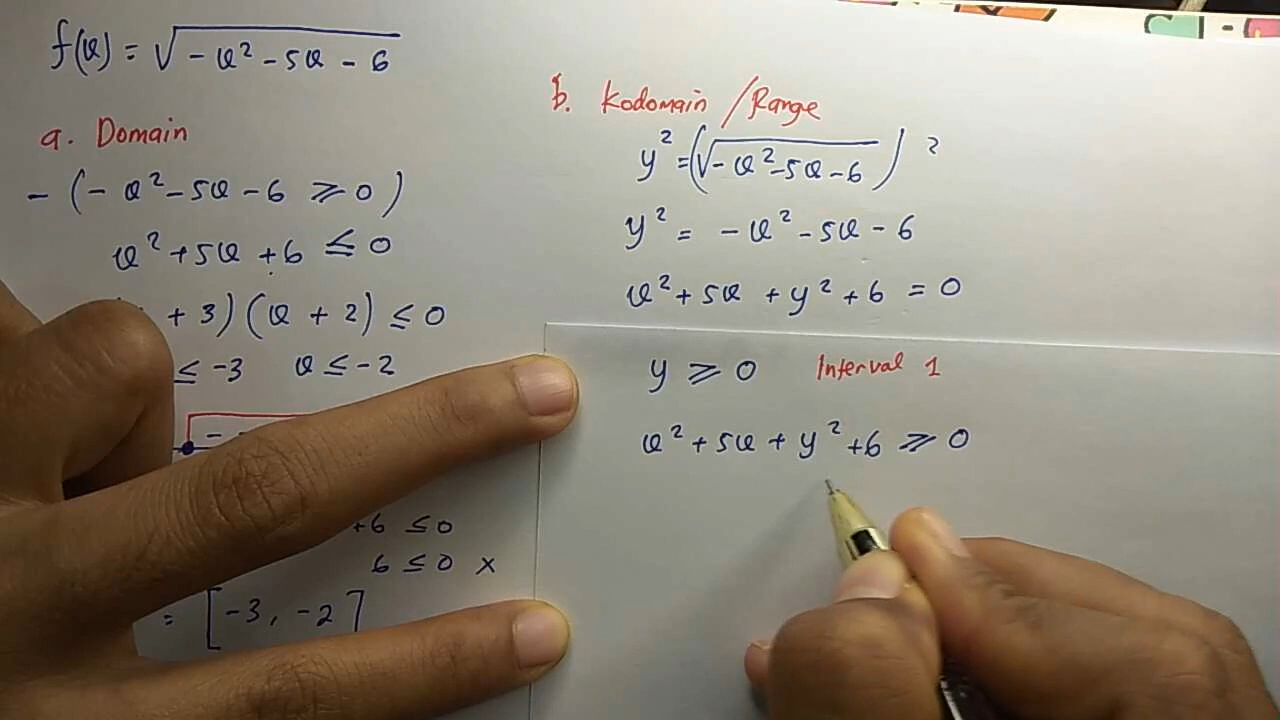 f(x) = √-x² - 5x - 6
a. Domain
- (- x² - 5x - 6 ≥ 0)
x² + 5x + 6 ≤ 0
+ 3) (x + 2) ≤ 0
≤ -3 x ≤ -2
- -
+6 ≤ 0
6 ≤ 0 ×
= [-3, -2]
b. Kodomain / Range
y² = (√-x² - 5x - 6)²
y² = - x² - 5x - 6
x² + 5x + y² + 6 = 0
y ≥ 0 Interval 1
x² + 5x + y² + 6 ≥ 0